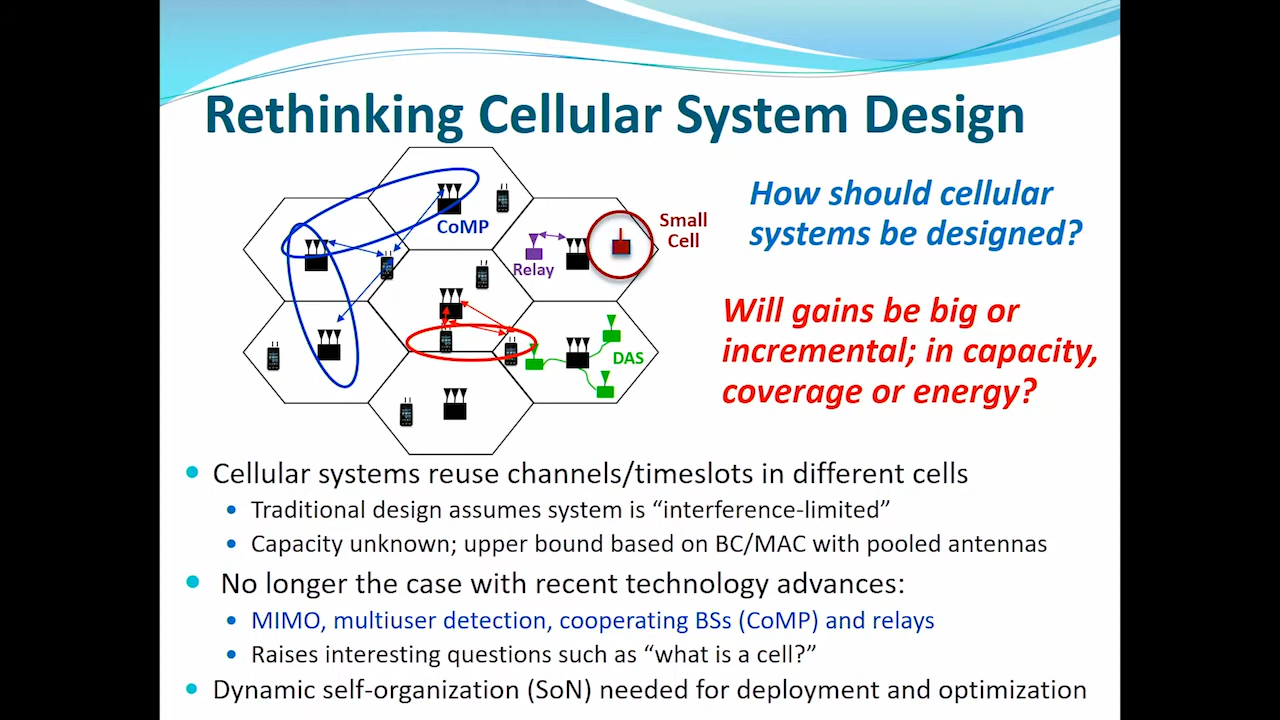 Rethinking Cellular System Design
CoMP
Small
Cell
Relay
DAS
How should cellular
systems be designed?
Will gains be big or
incremental; in capacity,
coverage or energy?
Cellular systems reuse channels/timeslots in different cells
Traditional design assumes system is “interference-limited”
Capacity unknown; upper bound based on BC/MAC with pooled antennas
No longer the case with recent technology advances:
MIMO, multiuser detection, cooperating BSs (CoMP) and relays
Raises interesting questions such as “what is a cell?”
Dynamic self-organization (SoN) needed for deployment and optimization